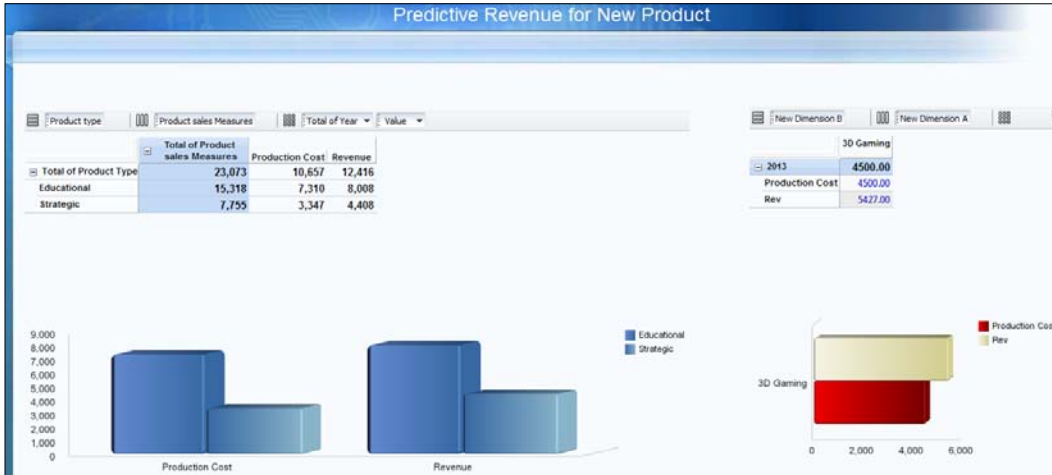 Predictive Revenue for New Product
Product type Product sales Measures Total of Year Value
Total of Product sales Measures Production Cost Revenue
Total of Product Type 23,073 10,657 12,416
Educational 15,318 7,310 8,008
Strategic 7,755 3,347 4,408
New Dimension B New Dimension A
3D Gaming
2013 4500.00
Production Cost 4500.00
Rev 5427.00
9,000
8,000
7,000
6,000
5,000
4,000
3,000
2,000
1,000
0
Production Cost Revenue
Educational
Strategic
3D Gaming
0 2,000 4,000 6,000
Production Cos
Rev